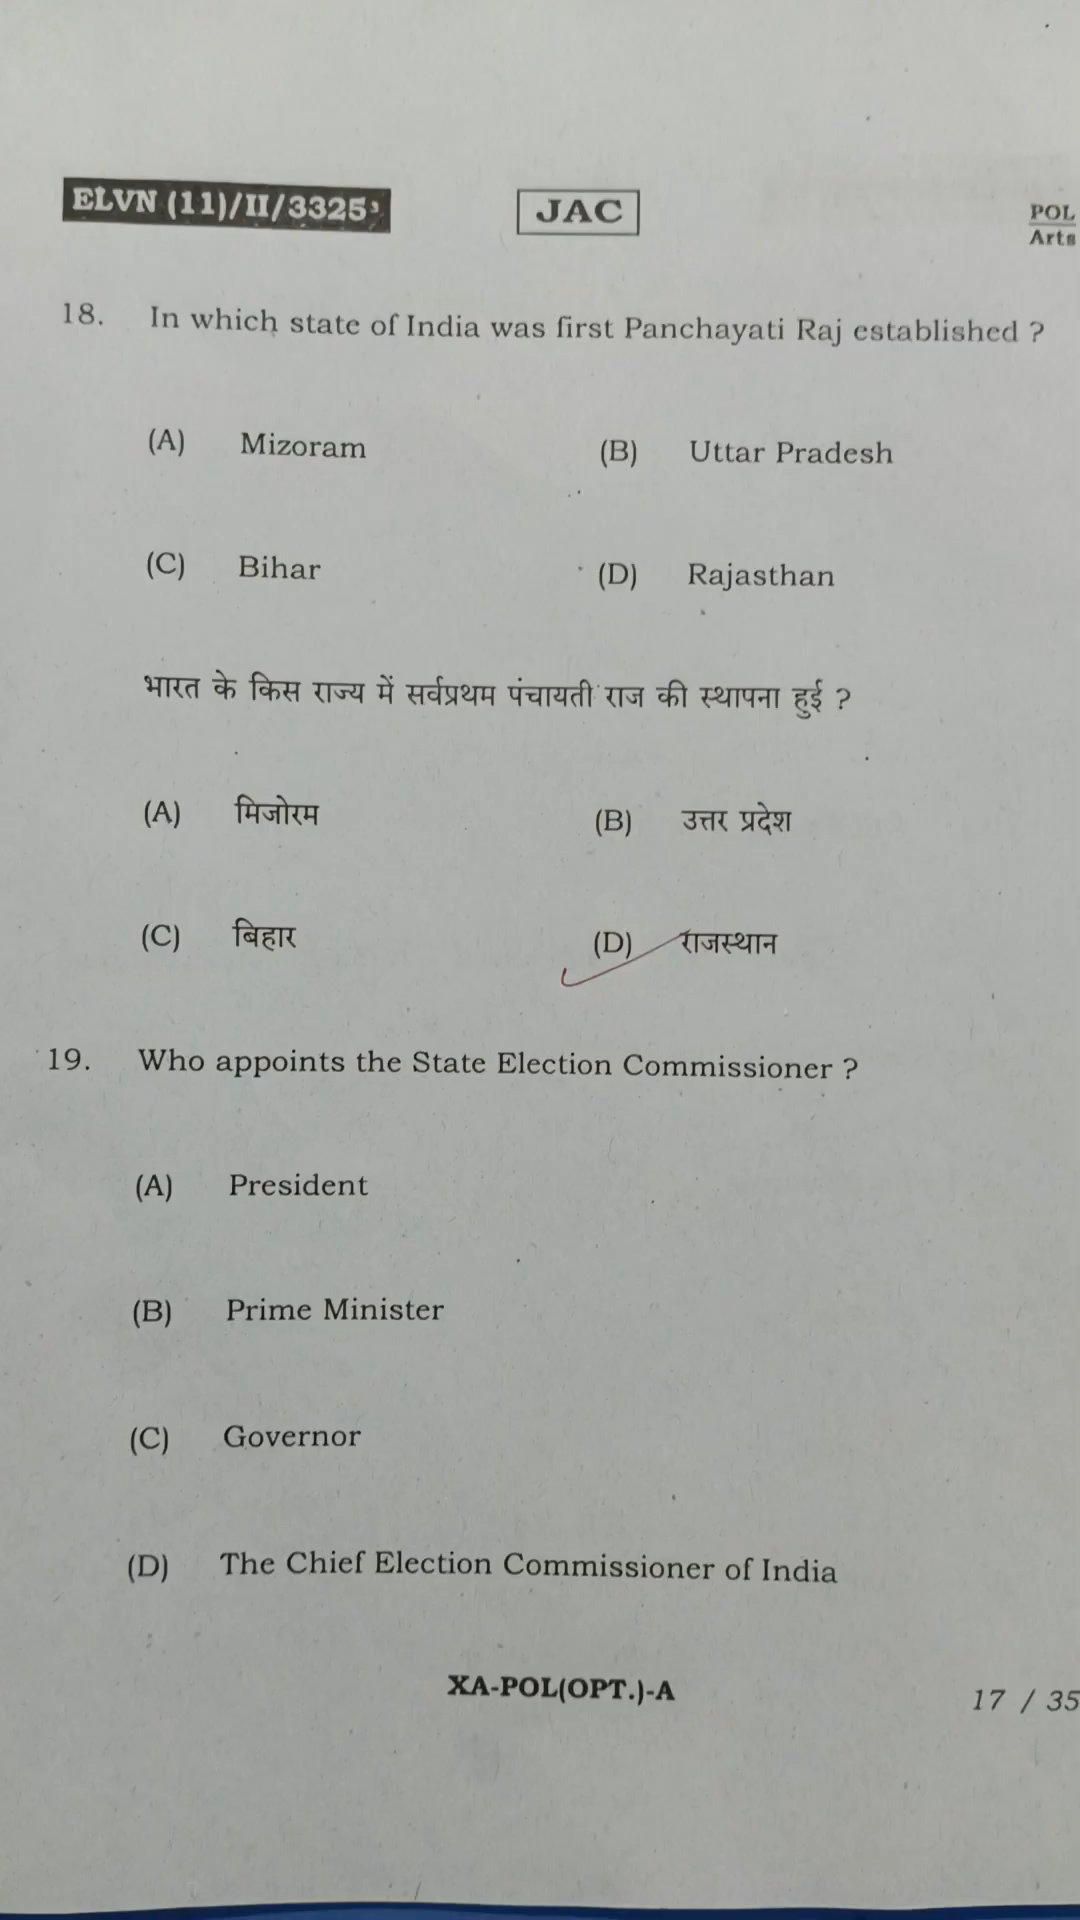 ELVN (11)/II/3325
JAC
POL
Arts
18. In which state of India was first Panchayati Raj established ?
(A) Mizoram (B) Uttar Pradesh
(C) Bihar (D) Rajasthan
भारत के किस राज्य में सर्वप्रथम पंचायती राज की स्थापना हुई ?
(A) मिजोरम (B) उत्तर प्रदेश
(C) बिहार (D) राजस्थान
19. Who appoints the State Election Commissioner ?
(A) President
(B) Prime Minister
(C) Governor
(D) The Chief Election Commissioner of India
XA-POL(OPT.)-A
17 / 35